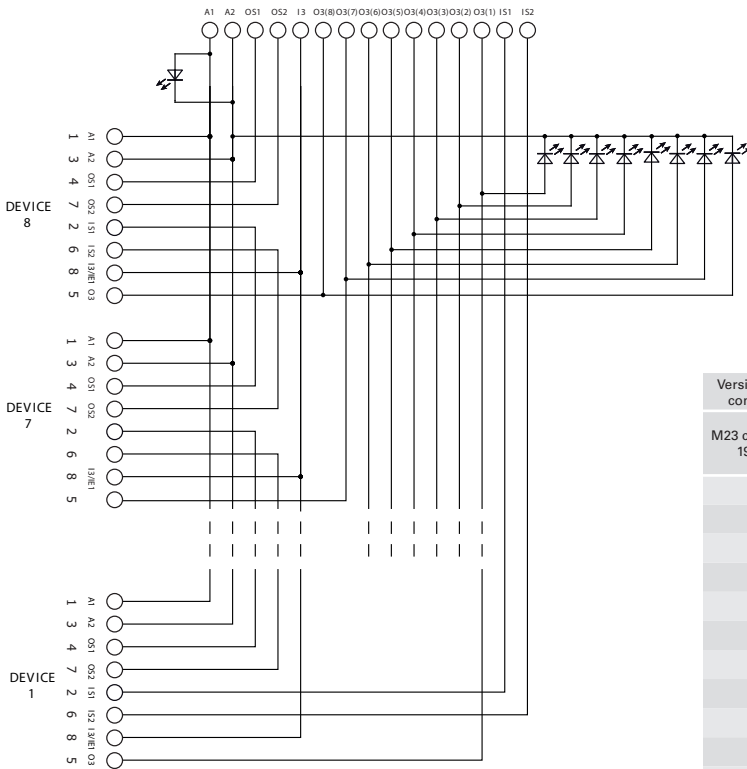 A1 A2 OS1 OS2 I3 O3(8) O3(7) O3(6) O3(5) O3(4) O3(3) O3(2) O3(1) IS1 IS2
1 A1
3 A2
4 OS1
7 OS2
2 IS1
6 IS2
8 I3/IE1
5 O3
DEVICE
8
1 A1
3 A2
4 OS1
7 OS2
2
6
8 I3/IE1
5
DEVICE
7
1 A1
3 A2
4 OS1
7 OS2
2 IS1
6 IS2
8 I3/IE1
5 O3
DEVICE
1